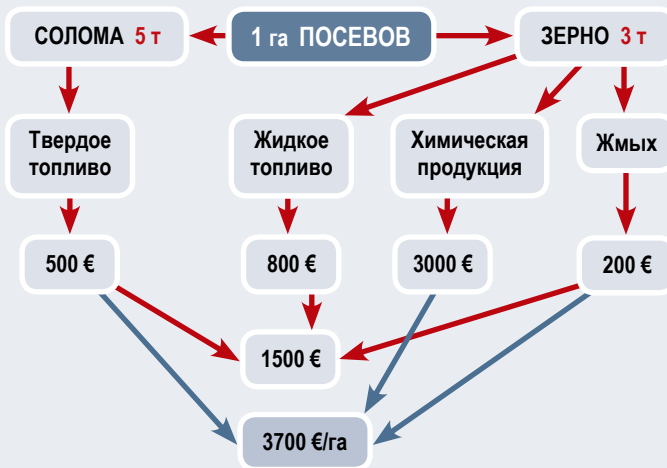 СОЛОМА 5 т
1 га ПОСЕВОВ
ЗЕРНО 3 т
Твердое
топливо
Жидкое
топливо
Химическая
продукция
Жмых
500 €
800 €
3000 €
200 €
1500 €
3700 €/га